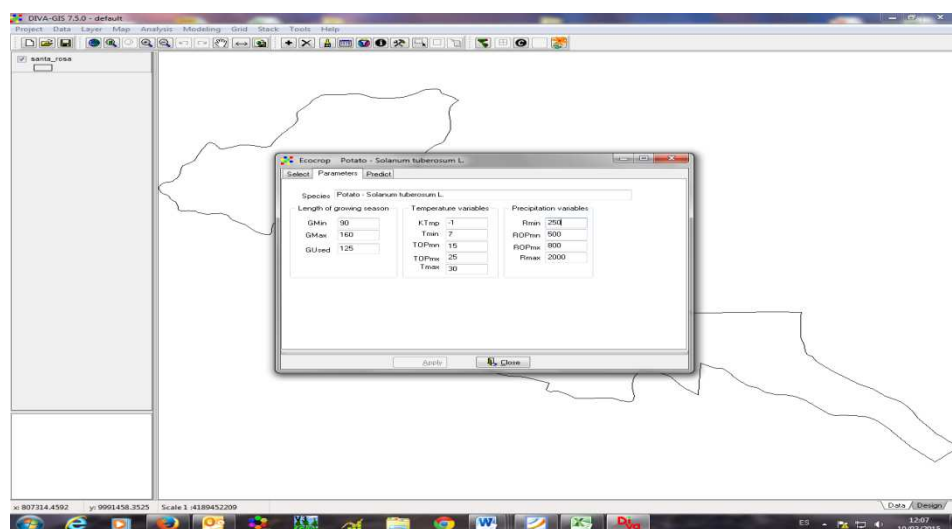 DIVA-GIS 7.5.0 - default
Project Data Layer Map Analysis Modeling Grid Stack Tools Help
santa_rosa
Ecocrop Potato - Solanum tuberosum L.
Select Parameters Predict
Species Potato - Solanum tuberosum L.
Length of growing season Temperature variables Precipitation variables
GMin 90 KTmp -1 Rmin 250
GMax 160 Tmin 7 ROPmn 500
GUsed 125 TOPmn 15 ROPmx 800
TOPmx 25 Rmax 2000
Tmax 30
Apply Close
x: 807314.4592 y: 9991458.3525 Scale 1 :4189452209 Data Design
ES 12:07